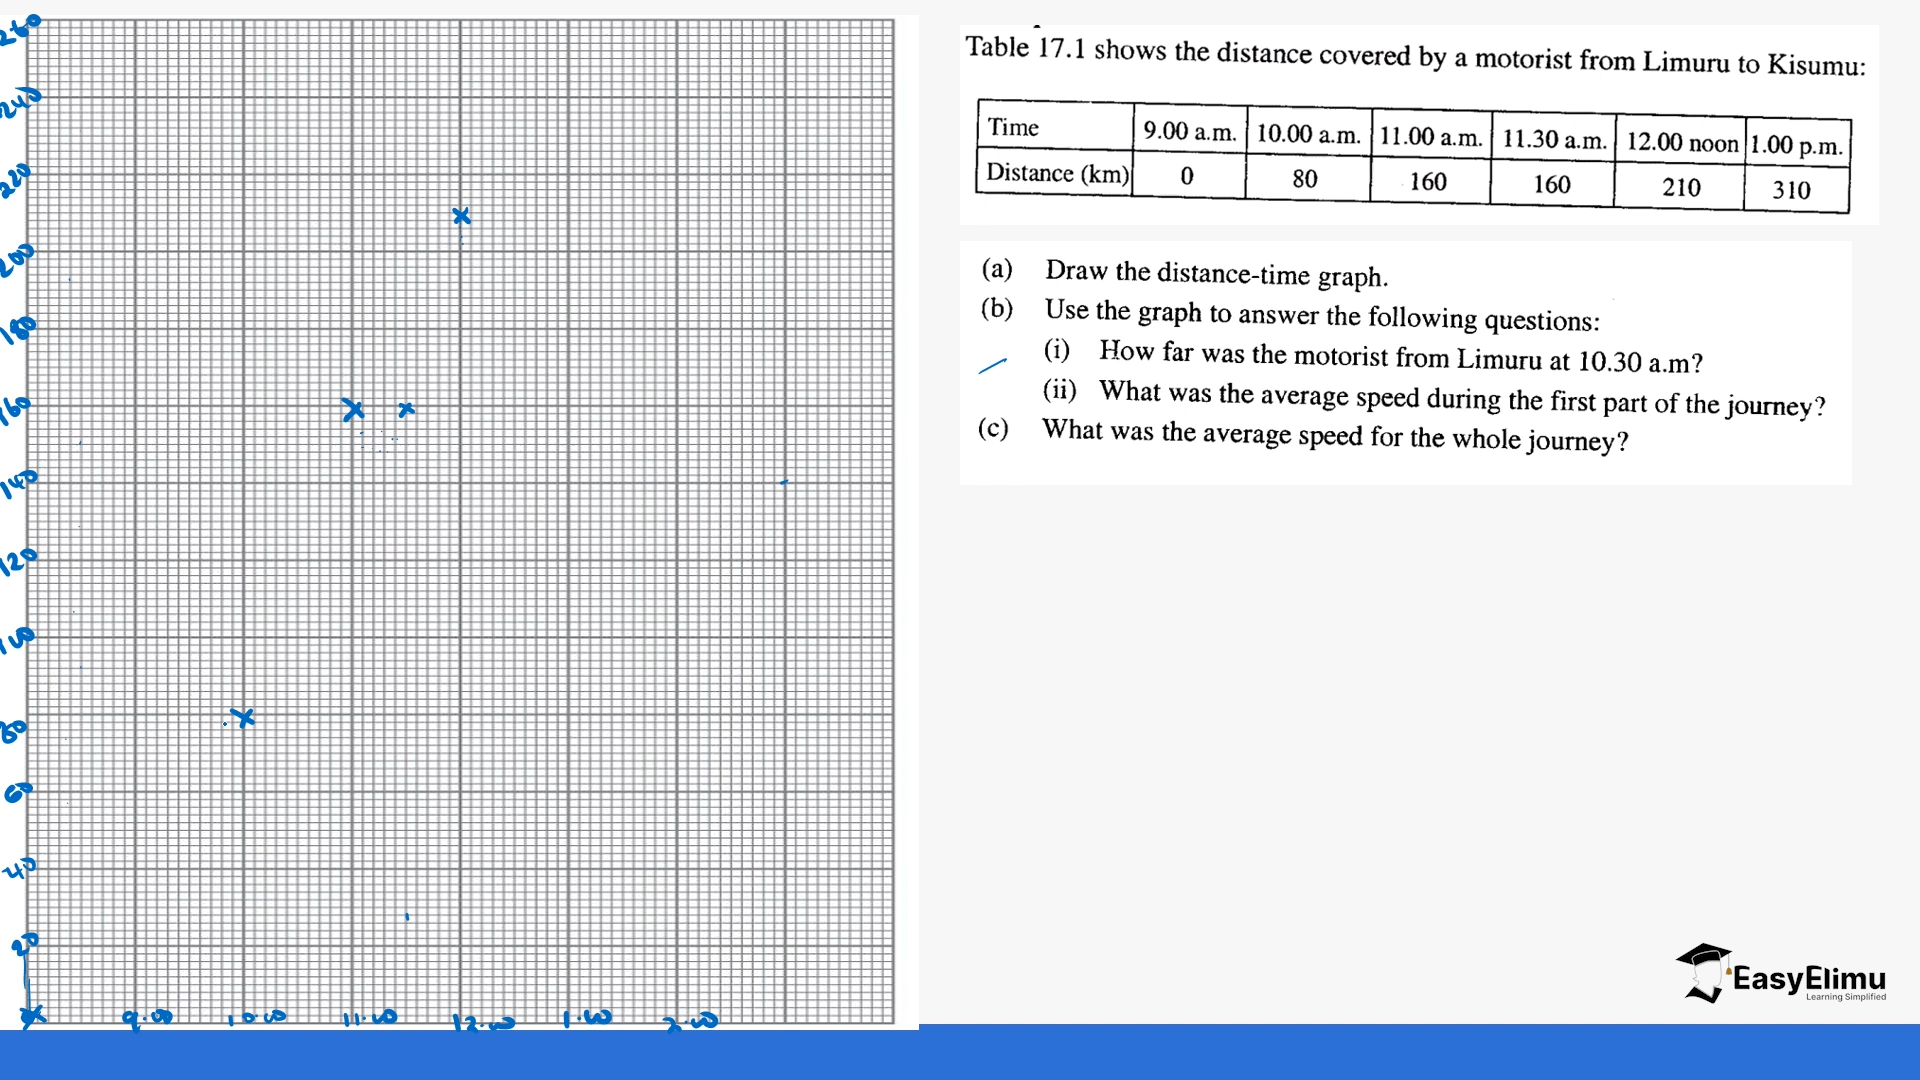 260
240
220
200
180
160
140
120
100
80
60
40
20
9.00 10.00 11.00 12.00 1.00 2.00
Table 17.1 shows the distance covered by a motorist from Limuru to Kisumu:
Time 9.00 a.m. 10.00 a.m. 11.00 a.m. 11.30 a.m. 12.00 noon 1.00 p.m.
Distance (km) 0 80 160 160 210 310
(a) Draw the distance-time graph.
(b) Use the graph to answer the following questions:
(i) How far was the motorist from Limuru at 10.30 a.m?
(ii) What was the average speed during the first part of the journey?
(c) What was the average speed for the whole journey?
EasyElimu
Learning Simplified